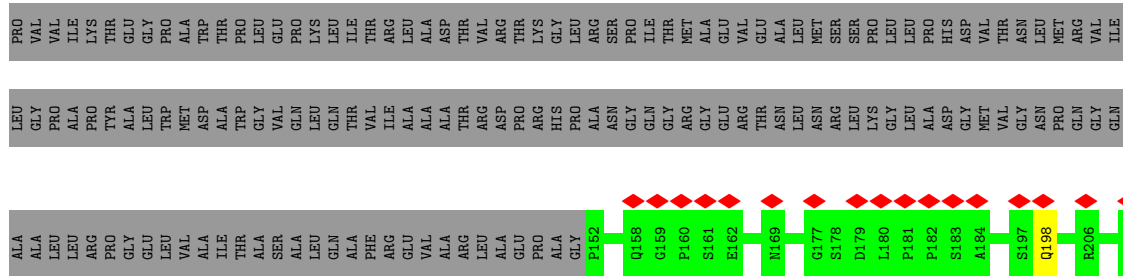 PRO VAL VAL ILE LYS THR GLU GLY PRO ALA TRP THR PRO LEU GLU PRO LYS LEU ILE THR ARG LEU ALA ASP THR VAL ARG THR LYS GLY LEU ARG SER PRO ILE THR MET ALA GLU VAL GLU ALA LEU MET SER SER PRO LEU LEU PRO HIS ASP VAL THR ASN LEU MET ARG VAL ILE
LEU GLY PRO ALA PRO TYR ALA LEU TRP MET ASP ALA TRP GLY VAL GLN LEU GLN THR VAL ILE ALA ALA ALA THR ARG ASP PRO ARG HIS PRO ALA ASN GLY GLN GLY ARG GLY GLU ARG THR ASN LEU ASN ARG LEU LYS GLY LEU ALA ASP GLY MET VAL GLY ASN PRO GLN GLY GLN
ALA ALA LEU LEU ARG PRO GLY GLU LEU VAL ALA ILE THR ALA SER ALA LEU GLN ALA PHE ARG GLU VAL ALA ARG LEU ALA GLU PRO ALA GLY P152 Q158 G159 P160 S161 E162 N169 G177 S178 D179 L180 P181 P182 S183 A184 S197 Q198 R206